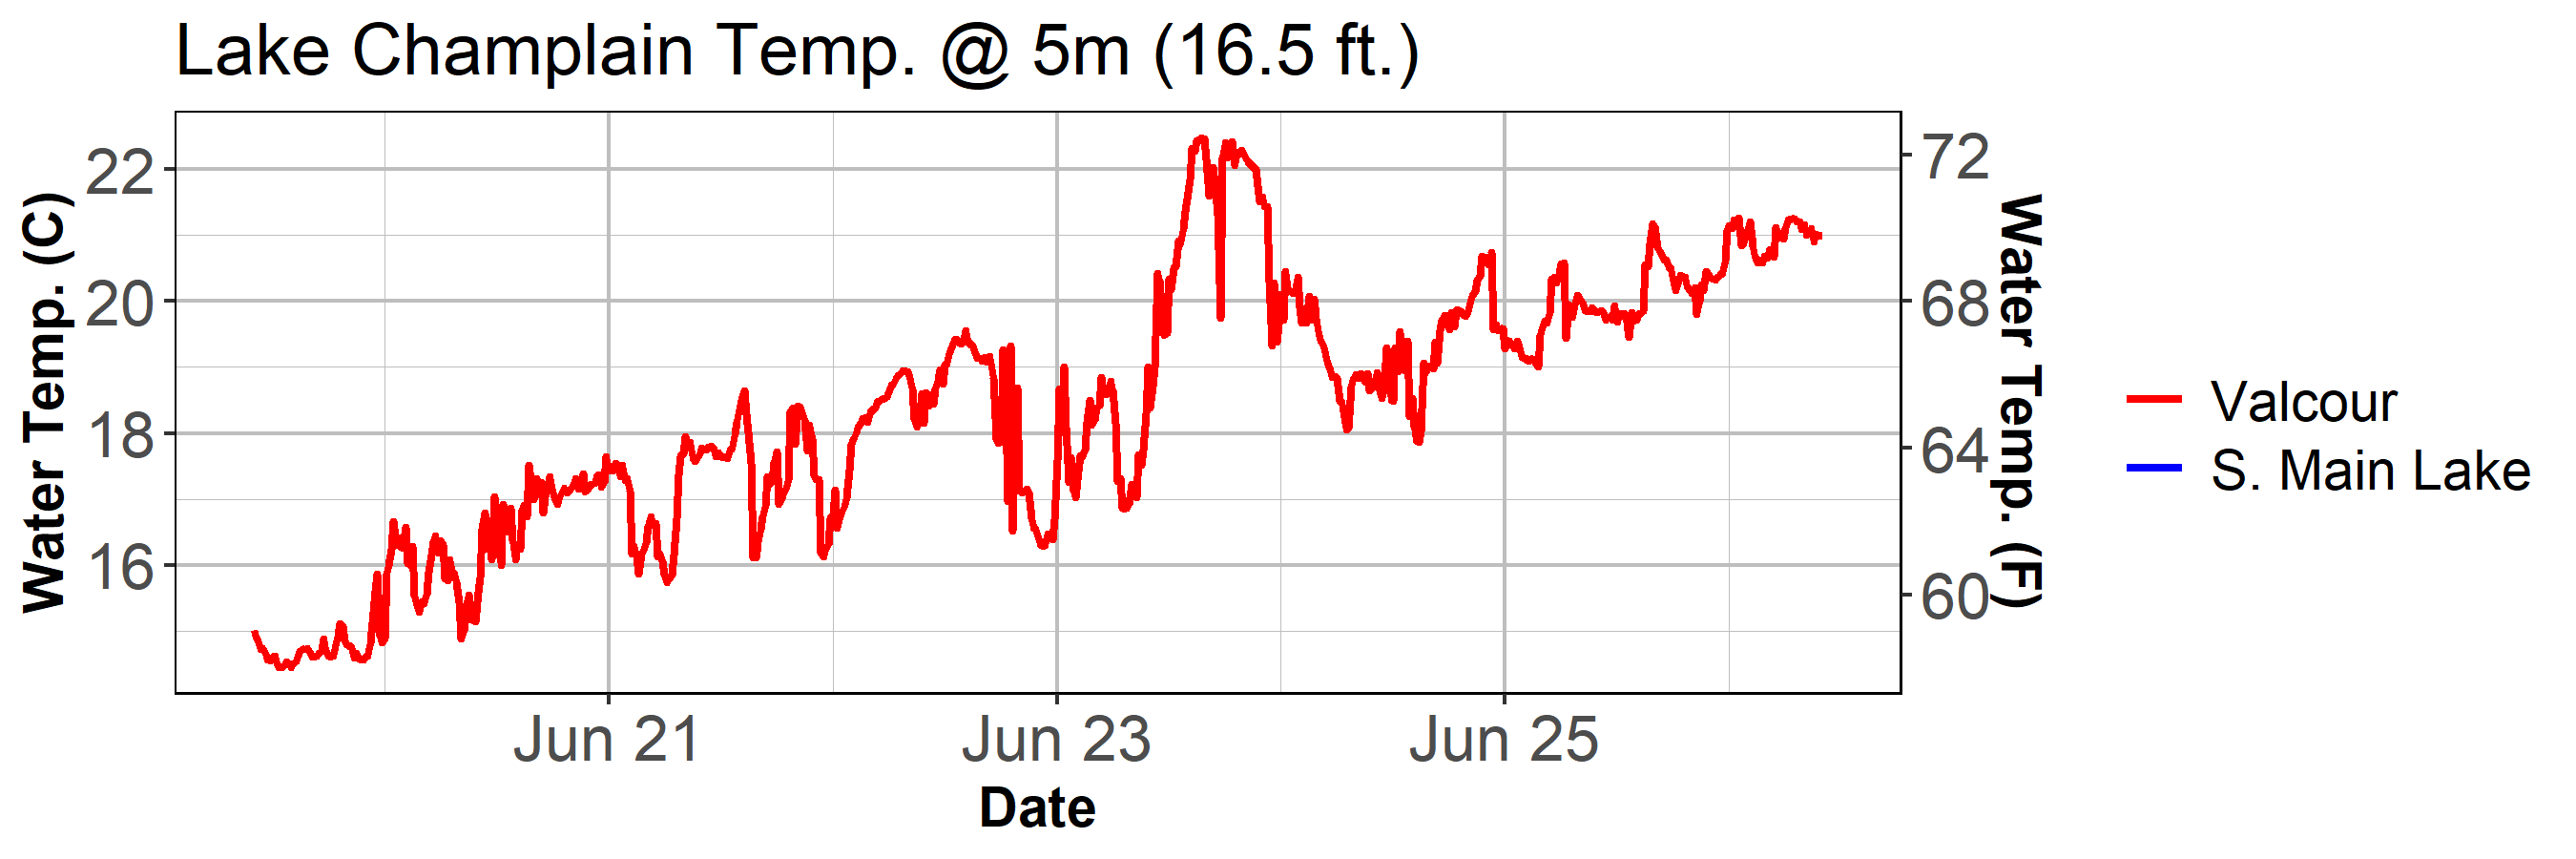 Lake Champlain Temp. @ 5m (16.5 ft.)
Water Temp. (C)
22
20
18
16
72
68
64
60
Water Temp. (F)
Jun 21
Jun 23
Jun 25
Date
Valcour
S. Main Lake